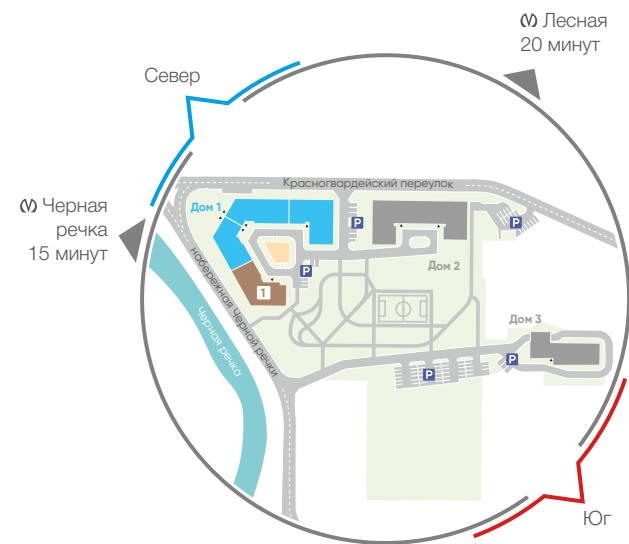 Лесная
20 минут
Север
Красногвардейский переулок
Дом 1
P
P
Черная
речка
15 минут
P
Дом 2
набережная Черной речки
1
Черная речка
Дом 3
P
P
Юг